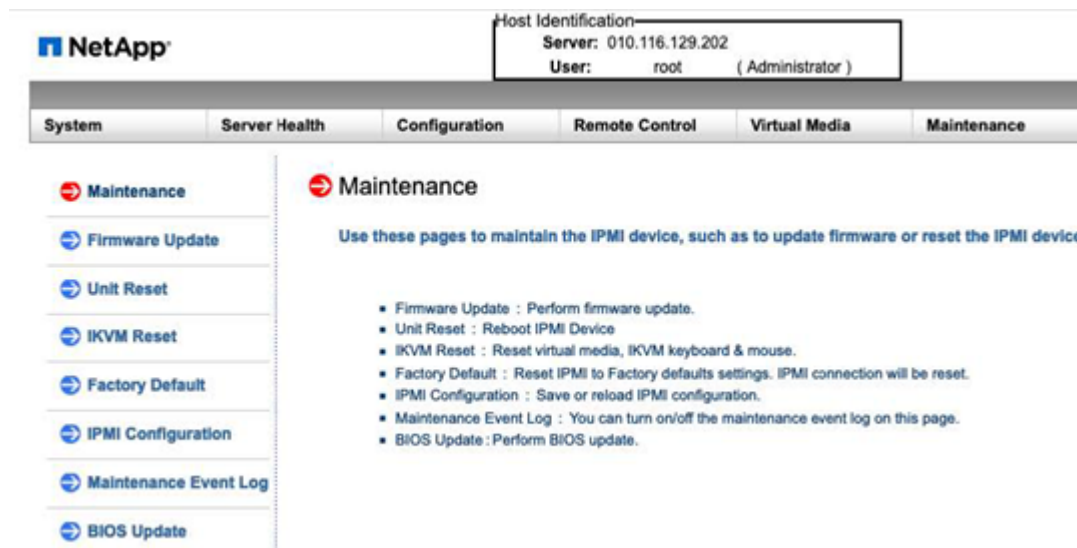 Host Identification
NetApp
Server: 010.116.129.202
User: root ( Administrator )
System Server Health Configuration Remote Control Virtual Media Maintenance
Maintenance
Firmware Update
Unit Reset
IKVM Reset
Factory Default
IPMI Configuration
Maintenance Event Log
BIOS Update
Maintenance
Use these pages to maintain the IPMI device, such as to update firmware or reset the IPMI device
Firmware Update : Perform firmware update.
Unit Reset : Reboot IPMI Device
IKVM Reset : Reset virtual media, IKVM keyboard & mouse.
Factory Default : Reset IPMI to Factory defaults settings. IPMI connection will be reset.
IPMI Configuration : Save or reload IPMI configuration.
Maintenance Event Log : You can turn on/off the maintenance event log on this page.
BIOS Update : Perform BIOS update.